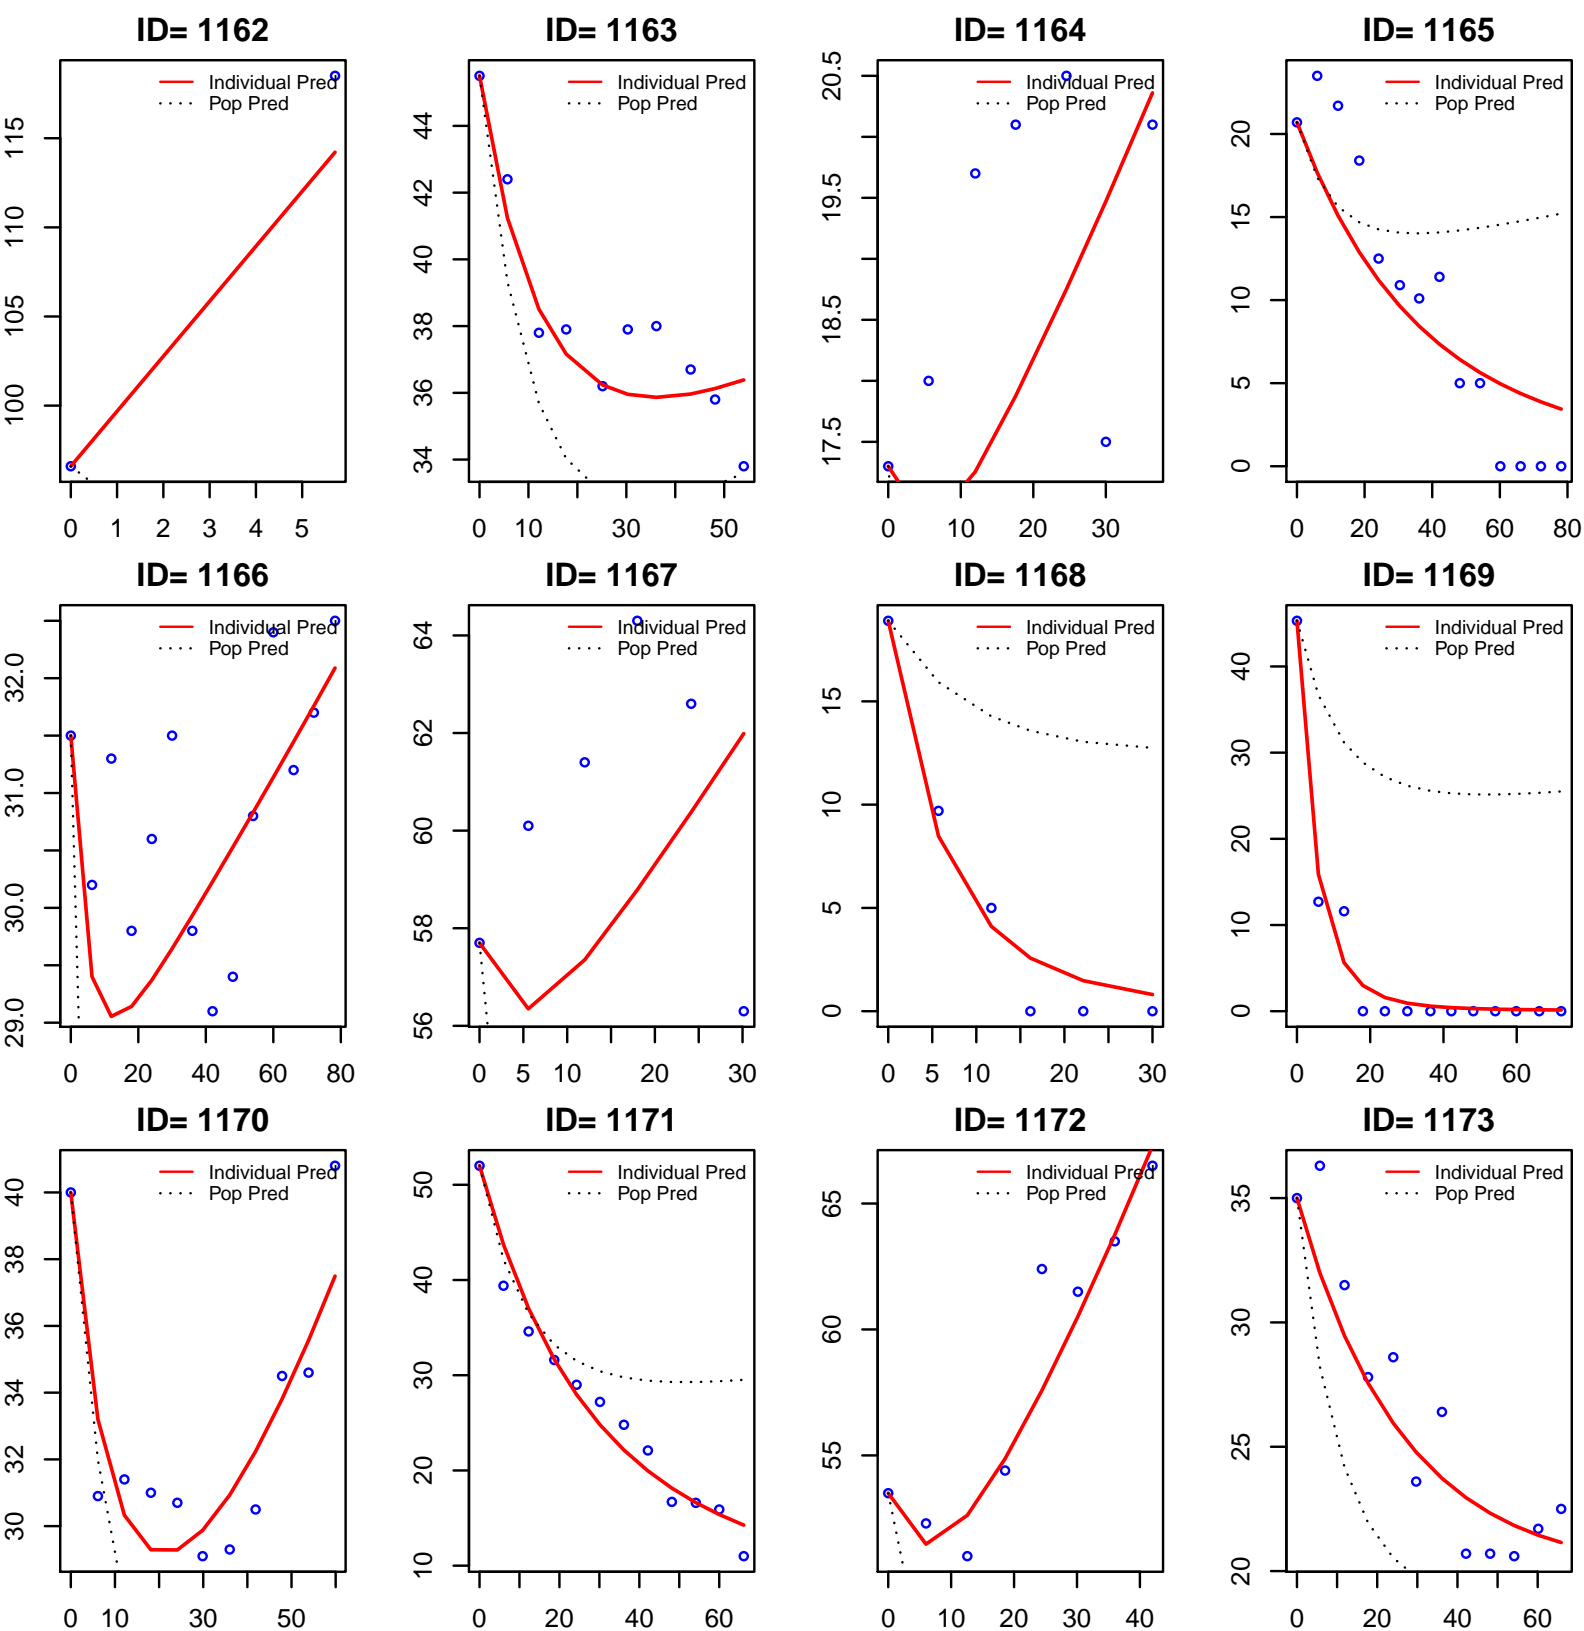 ID= 1162
Individual Pred
Pop Pred
100 105 110 115
0 1 2 3 4 5
ID= 1163
Individual Pred
Pop Pred
34 36 38 40 42 44
0 10 30 50
ID= 1164
Individual Pred
Pop Pred
17.5 18.5 19.5 20.5
0 10 20 30
ID= 1165
Individual Pred
Pop Pred
0 5 10 15 20
0 20 40 60 80
ID= 1166
Individual Pred
Pop Pred
29.0 30.0 31.0 32.0
0 20 40 60 80
ID= 1167
Individual Pred
Pop Pred
56 58 60 62 64
0 5 10 20 30
ID= 1168
Individual Pred
Pop Pred
0 5 10 15
0 5 10 20 30
ID= 1169
Individual Pred
Pop Pred
0 10 20 30 40
0 20 40 60
ID= 1170
Individual Pred
Pop Pred
30 32 34 36 38 40
0 10 30 50
ID= 1171
Individual Pred
Pop Pred
10 20 30 40 50
0 20 40 60
ID= 1172
Individual Pred
Pop Pred
55 60 65
0 10 20 30 40
ID= 1173
Individual Pred
Pop Pred
20 25 30 35
0 20 40 60